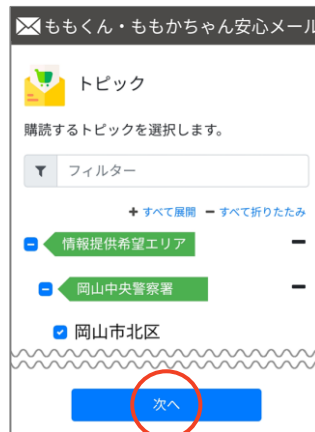 ももくん・ももかちゃん安心メール
トピック
購読するトピックを選択します。
フィルター
すべて展開 すべて折りたたみ
情報提供希望エリア
岡山中央警察署
岡山市北区
次へ